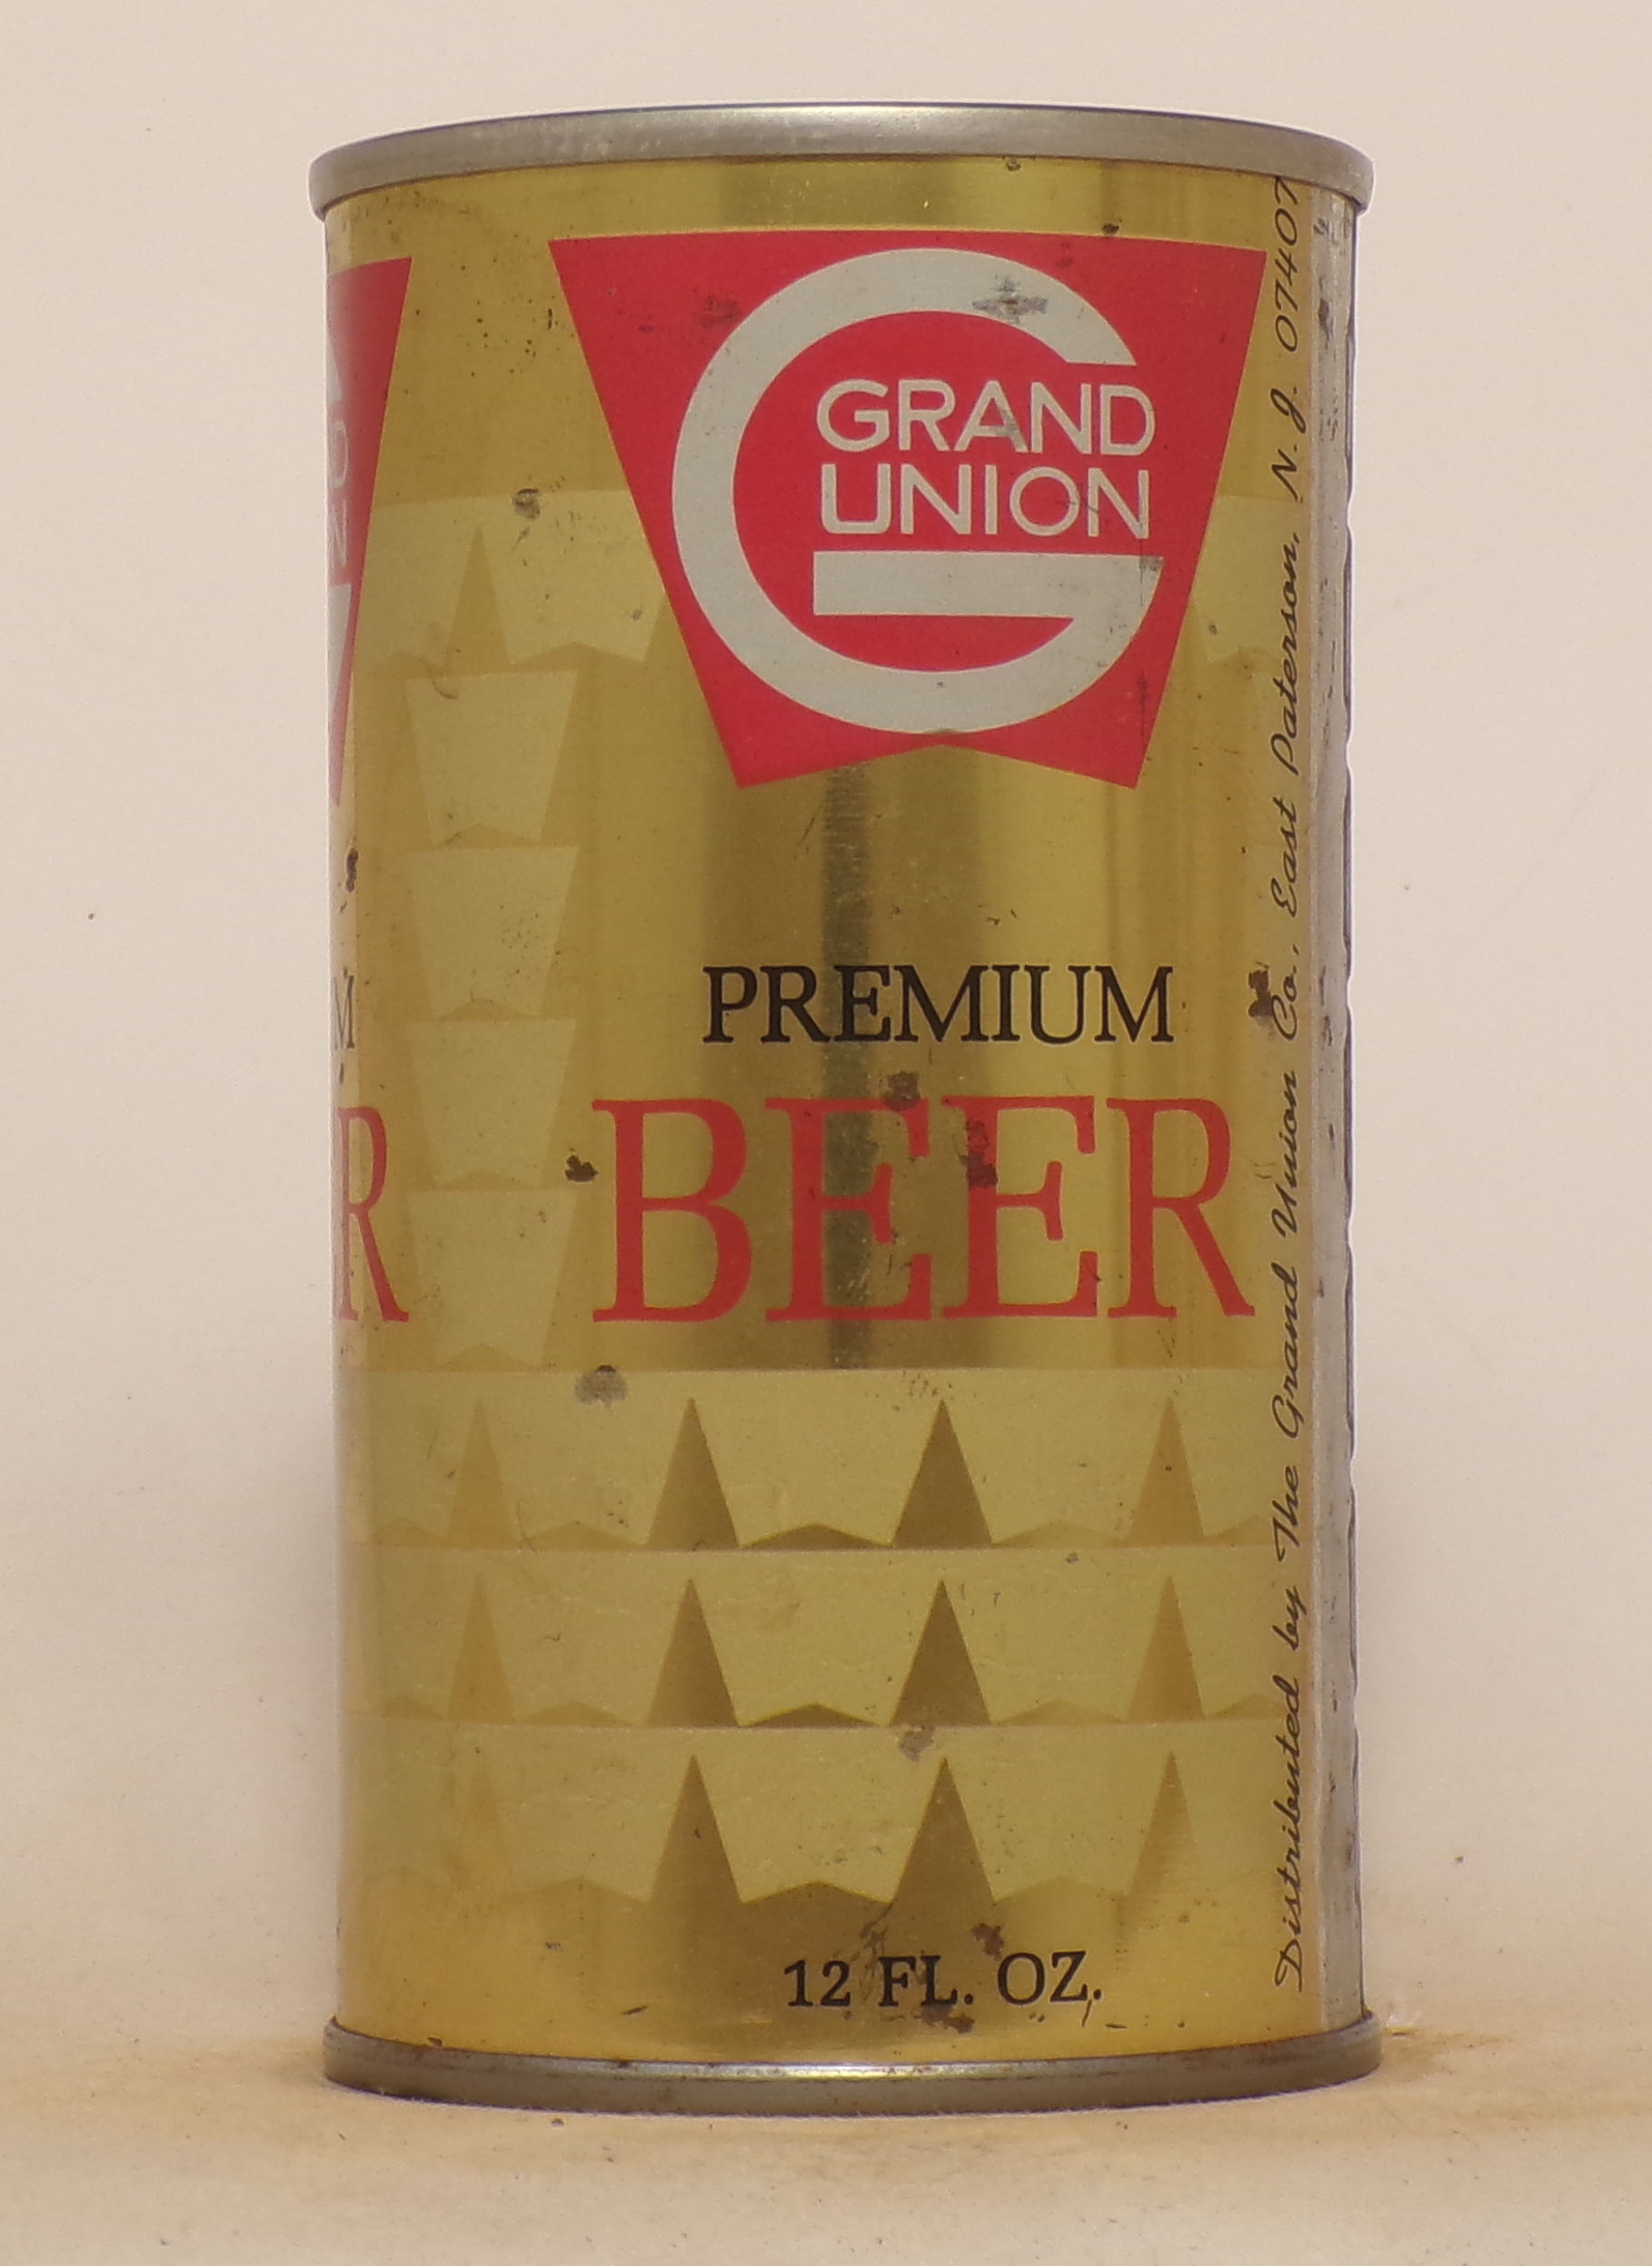 GRAND
UNION
PREMIUM
BEER
12 FL. OZ.
Distributed by The Grand Union Co., East Paterson, N. J. 07407
D
N
M
R